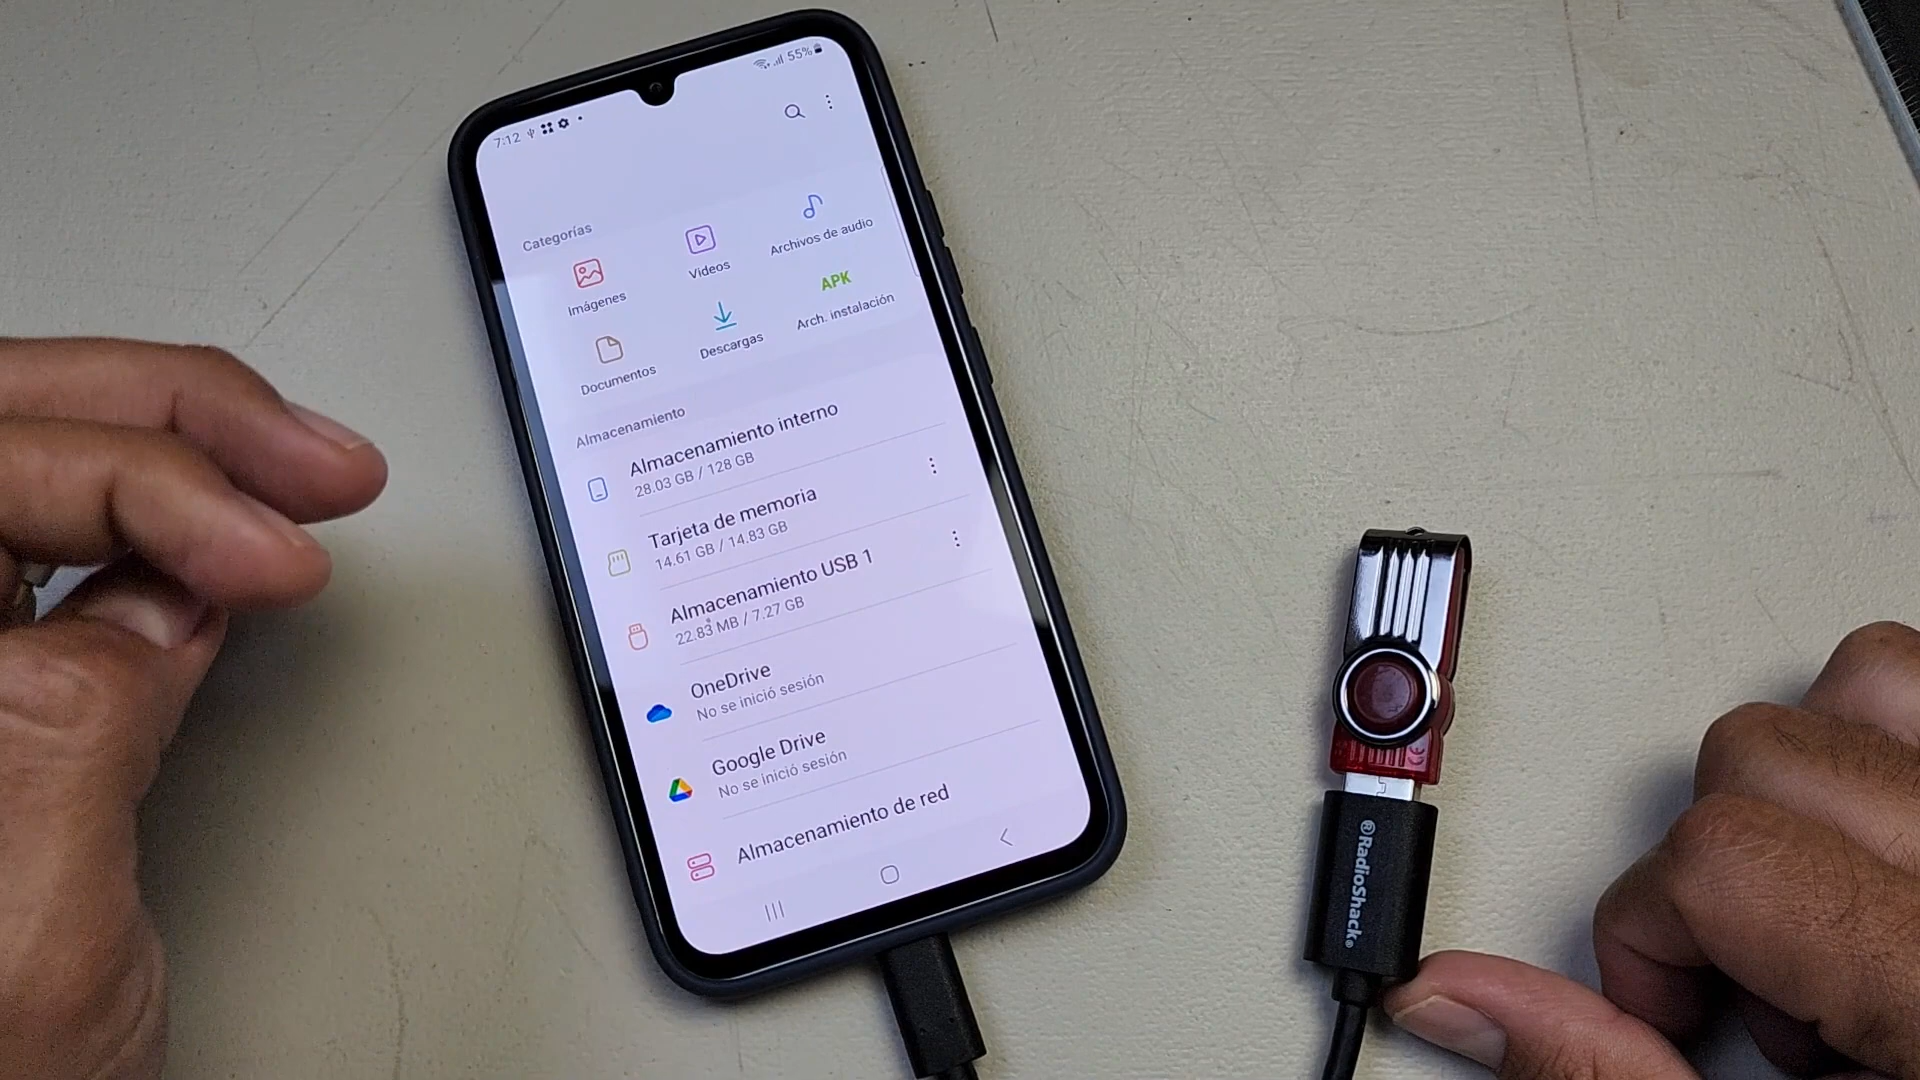 7:12
55%
Categorías
Imágenes
Videos
Archivos de audio
Documentos
Descargas
APK
Arch. instalación
Almacenamiento
Almacenamiento interno
28.03 GB / 128 GB
Tarjeta de memoria
14.61 GB / 14.83 GB
Almacenamiento USB 1
22.83 MB / 7.27 GB
OneDrive
No se inició sesión
Google Drive
No se inició sesión
Almacenamiento de red
CE
®RadioShack®